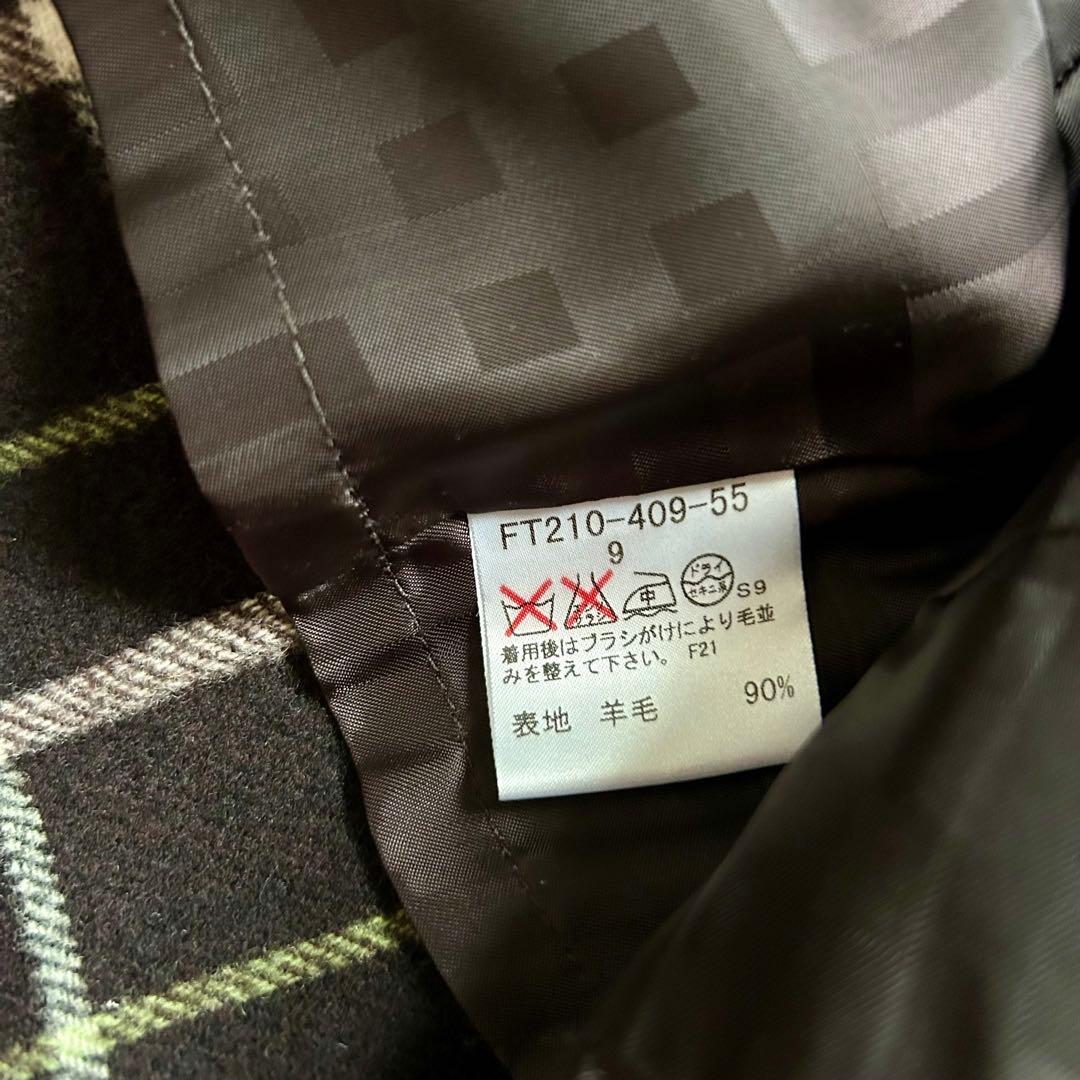 FT210-409-55
9
中 ドライ
セキユ系 S9
着用後はブラシがけにより毛並
みを整えて下さい。 F21
表地 羊毛 90%